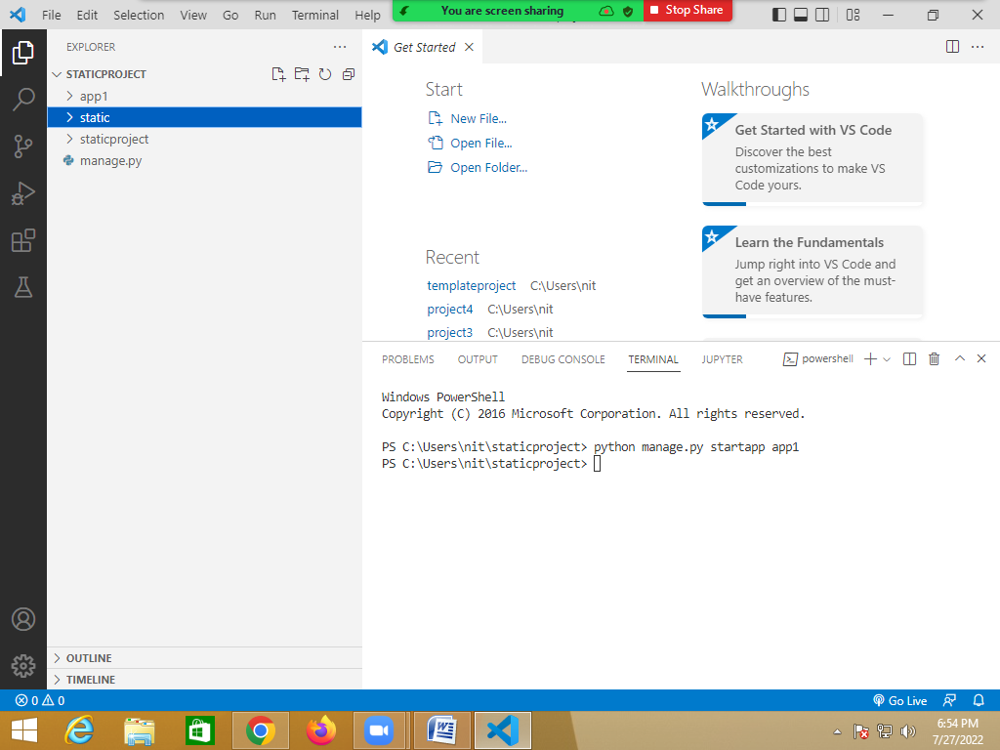 File Edit Selection View Go Run Terminal Help
You are screen sharing
Stop Share
EXPLORER
STATICPROJECT
app1
static
staticproject
manage.py
OUTLINE
TIMELINE
Get Started
Start
New File...
Open File...
Open Folder...
Recent
templateproject C:\Users\nit
project4 C:\Users\nit
project3 C:\Users\nit
Walkthroughs
Get Started with VS Code
Discover the best
customizations to make VS
Code yours.
Learn the Fundamentals
Jump right into VS Code and
get an overview of the must-
have features.
PROBLEMS OUTPUT DEBUG CONSOLE TERMINAL JUPYTER
powershell
Windows PowerShell
Copyright (C) 2016 Microsoft Corporation. All rights reserved.
PS C:\Users\nit\staticproject> python manage.py startapp app1
PS C:\Users\nit\staticproject>
0 0
Go Live
6:54 PM
7/27/2022